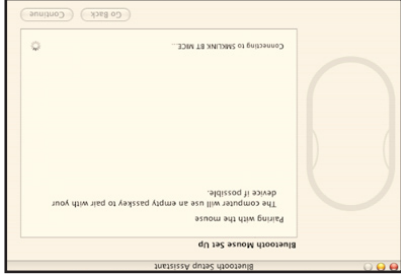 Bluetooth Setup Assistant
Bluetooth Mouse Set Up
Pairing with the mouse
The computer will use an empty passkey to pair with your
device if possible.
Connecting to SMKLINK BT MICE...
Go Back
Continue